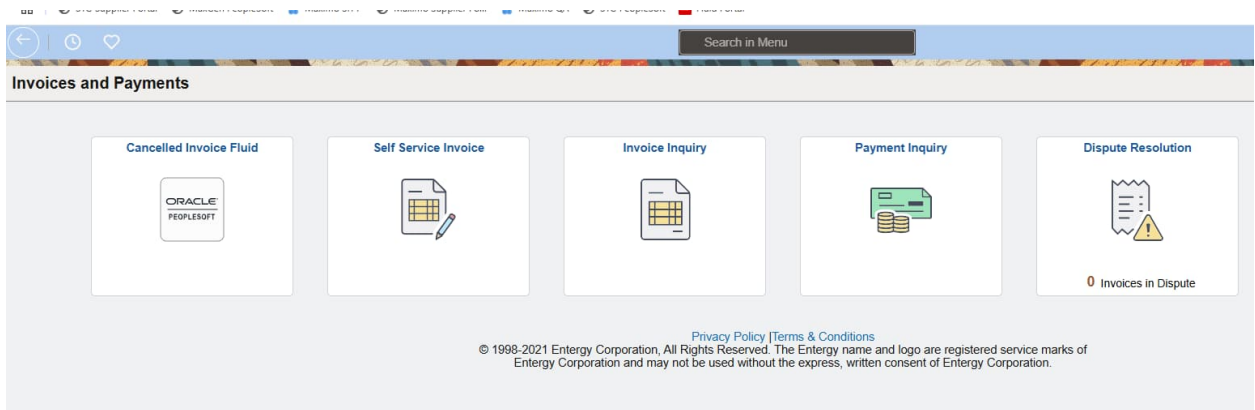 Search in Menu
Invoices and Payments
Cancelled Invoice Fluid
Self Service Invoice
Invoice Inquiry
Payment Inquiry
Dispute Resolution
ORACLE
PEOPLESOFT
0 Invoices in Dispute
Privacy Policy |Terms & Conditions
© 1998-2021 Entergy Corporation, All Rights Reserved. The Entergy name and logo are registered service marks of
Entergy Corporation and may not be used without the express, written consent of Entergy Corporation.